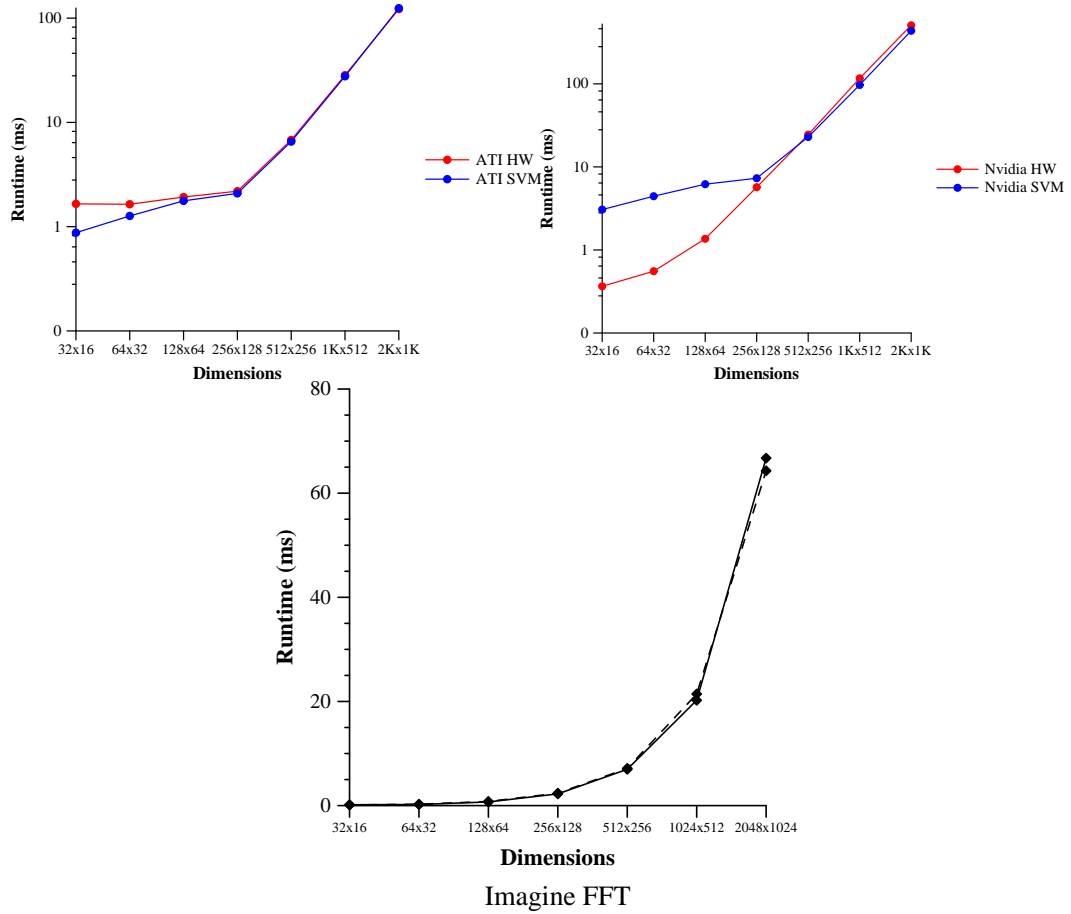 100
10
1
0
Runtime (ms)
32x16 64x32 128x64 256x128 512x256 1Kx512 2Kx1K
Dimensions
ATI HW
ATI SVM
100
10
1
0
Runtime (ms)
32x16 64x32 128x64 256x128 512x256 1Kx512 2Kx1K
Dimensions
Nvidia HW
Nvidia SVM
80
60
40
20
0
Runtime (ms)
32x16 64x32 128x64 256x128 512x256 1024x512 2048x1024
Dimensions
Imagine FFT